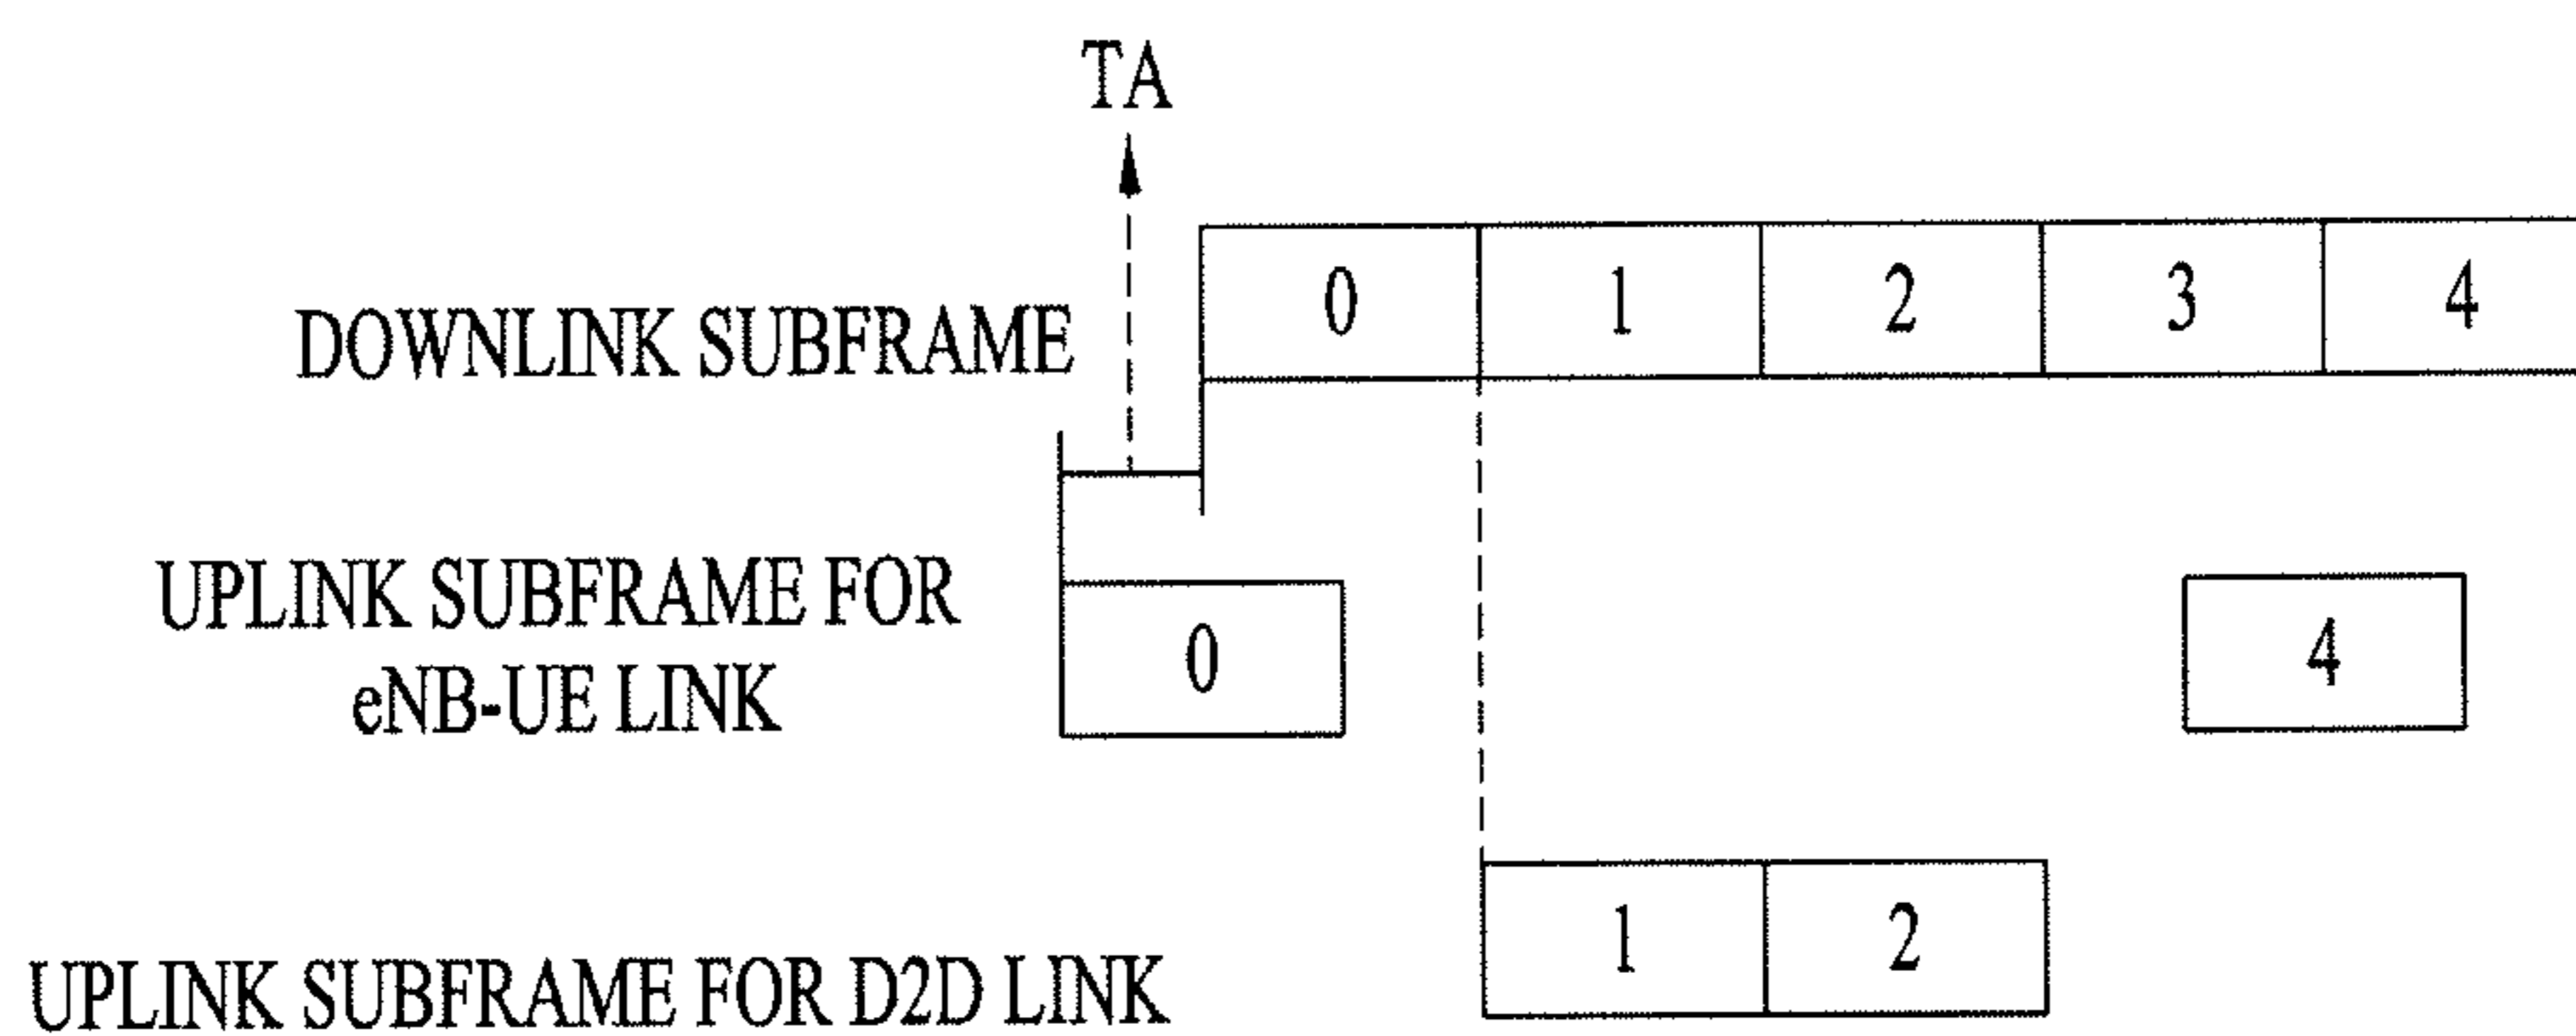 TA
DOWNLINK SUBFRAME 0 1 2 3 4
UPLINK SUBFRAME FOR
eNB-UE LINK
0 4
1 2
UPLINK SUBFRAME FOR D2D LINK